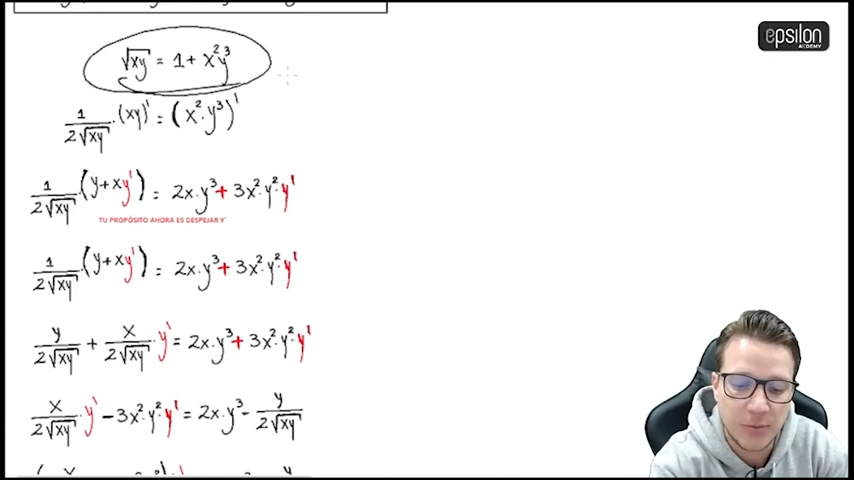 epsilon
ACADEMY
√xy = 1 + x²y³
1/(2√xy) · (xy)' = (x² · y³)'
1/(2√xy) · (y + xy') = 2x · y³ + 3x² · y² · y'
TU PROPÓSITO AHORA ES DESPEJAR Y'
1/(2√xy) · (y + xy') = 2x · y³ + 3x² · y² · y'
y/(2√xy) + x/(2√xy) · y' = 2x · y³ + 3x² · y² · y'
x/(2√xy) · y' − 3x² · y² · y' = 2x · y³ − y/(2√xy)